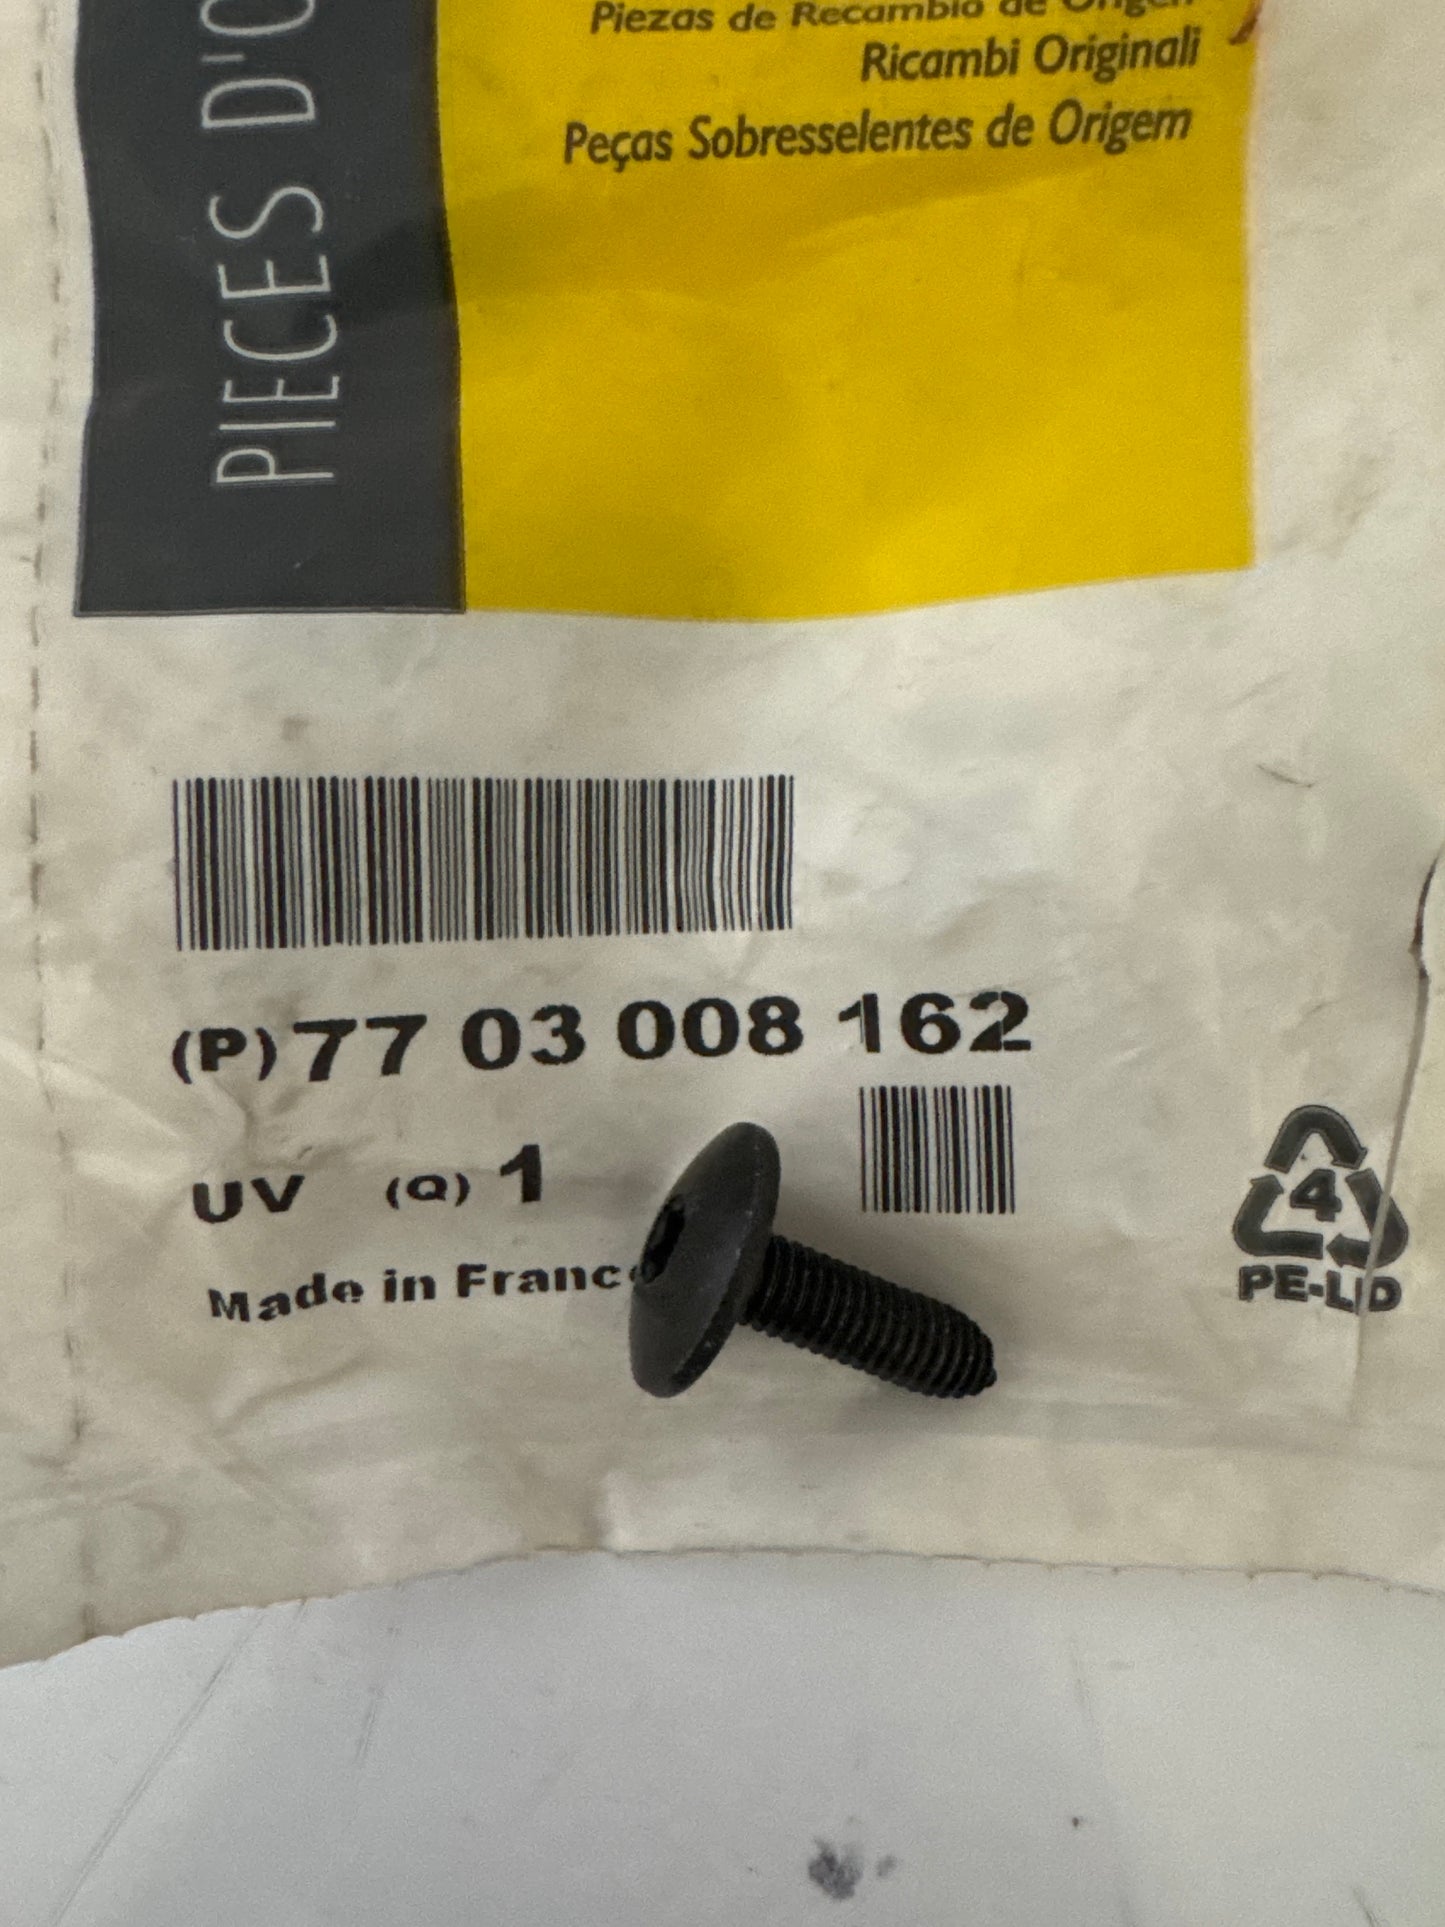 PIECES D'O
Piezas de Recambio de Origen
Ricambi Originali
Peças Sobresselentes de Origem
(P) 77 03 008 162
UV (Q) 1
Made in France
4
PE-LD